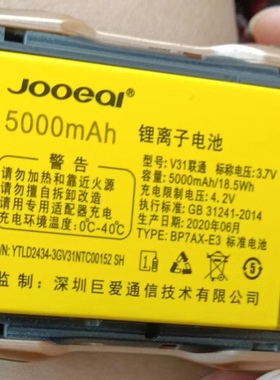 JOOEAI
5000mAh 锂离子电池
警 告
请勿加热和靠近火源
请勿擅自拆卸改装
请用专用适配器充电
充电环境温度：0℃-40℃
型号：V31联通 标称电压：3.7V
容量：5000mAh/18.5Wh
充电限制电压：4.2V
执行标准：GB 31241-2014
生产日期：2020年06月
TYPE: BP7AX-E3 电池
/N: YTLD2434-3GV31NTC00152 SH
制造商：深圳巨爱通信技术有限公司